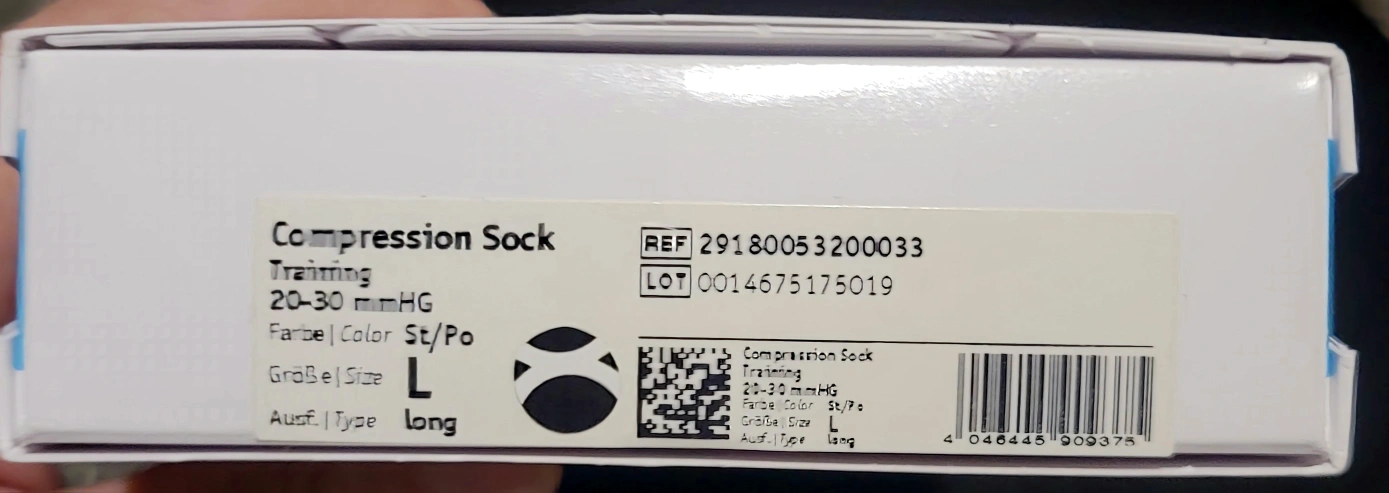 Compression Sock
Training
20-30 mmHG
Farbe | Color St/Po
Größe | Size L
Ausf. | Type long
REF 29180053200033
LOT 0014675175019
Compression Sock
Training
20-30 mmHG
Farbe | Color St/Po
Größe | Size L
Ausf. | Type long
4 046445 909375